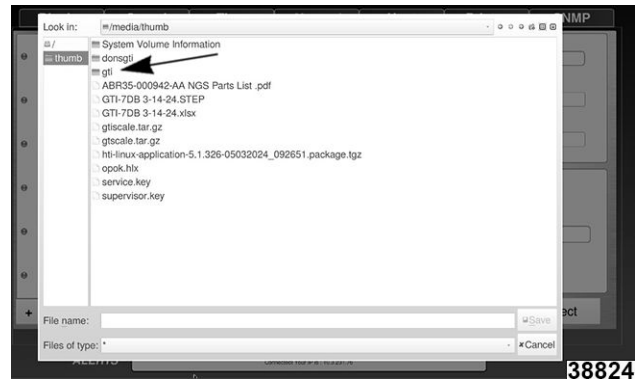 Look in: /media/thumb
/
thumb
System Volume Information
donsgti
gti
ABR35-000942-AA NGS Parts List .pdf
GTI-7DB 3-14-24.STEP
GTI-7DB 3-14-24.xlsx
gtiscale.tar.gz
gtscale.tar.gz
hti-linux-application-5.1.326-05032024_092651.package.tgz
opok.hlx
service.key
supervisor.key
File name: Save
Files of type: * Cancel
NMP
ect
ALERTS
38824